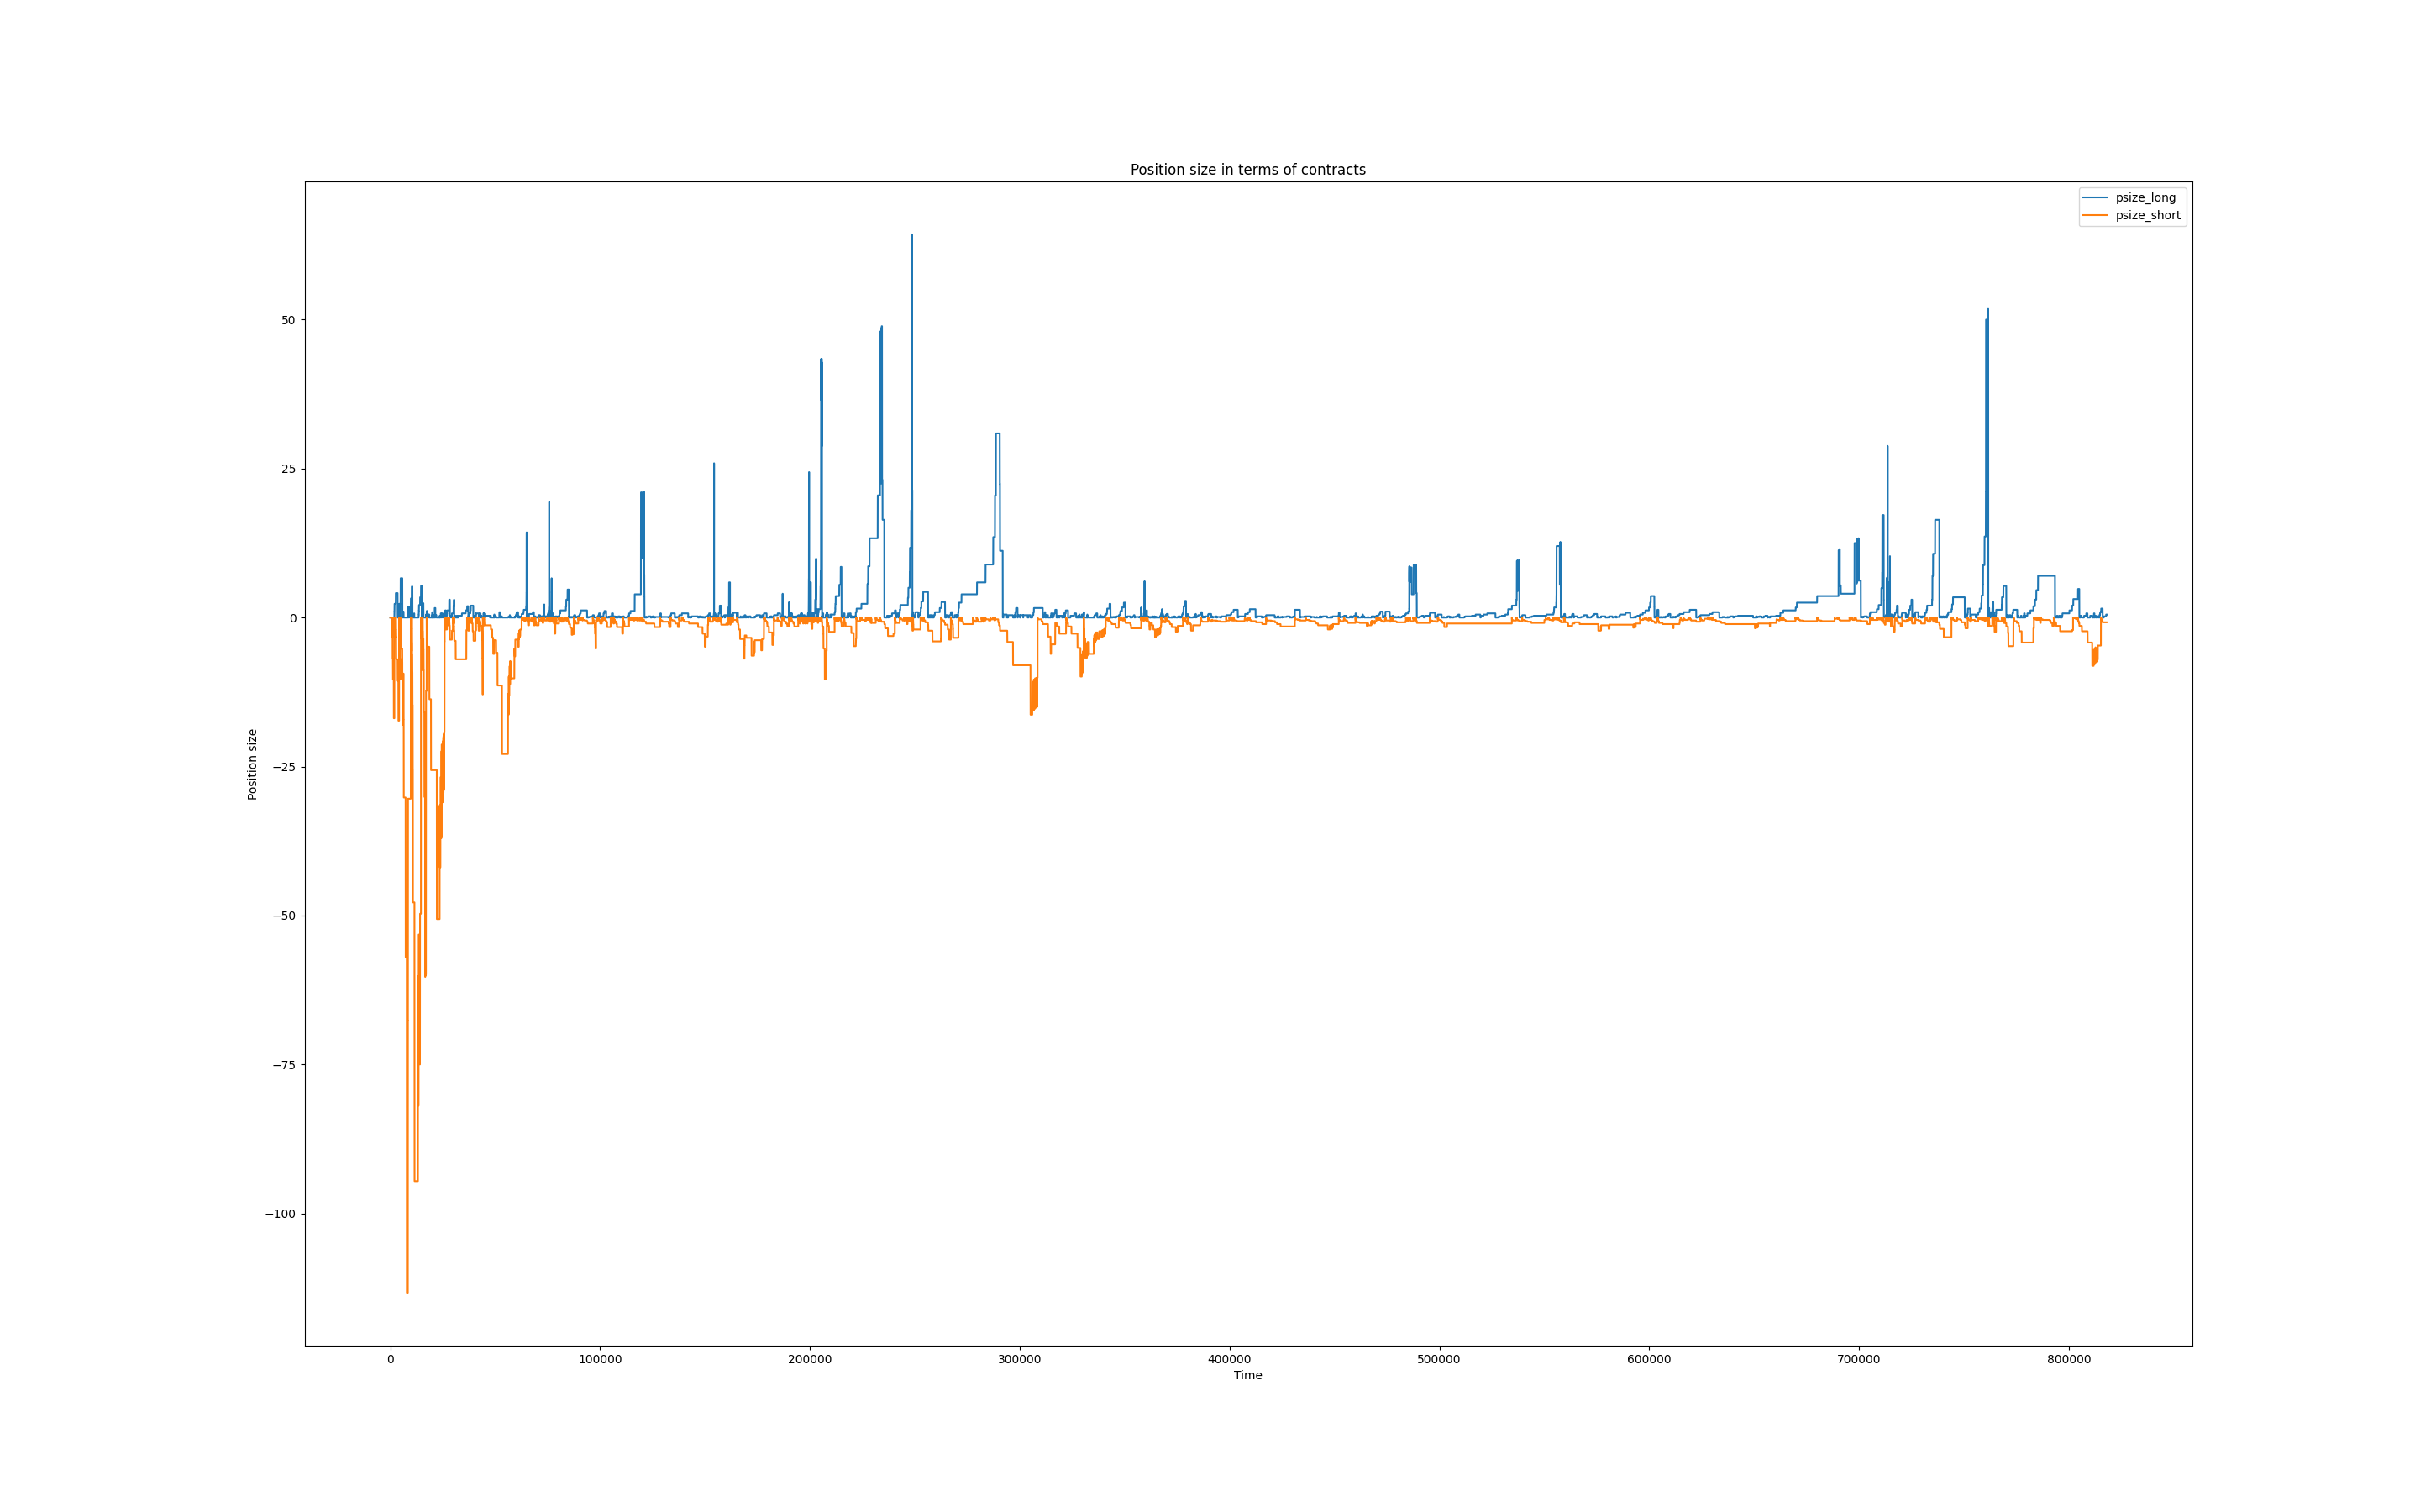 Position size in terms of contracts
psize_long
psize_short
Position size
50
25
0
−25
−50
−75
−100
0 100000 200000 300000 400000 500000 600000 700000 800000
Time